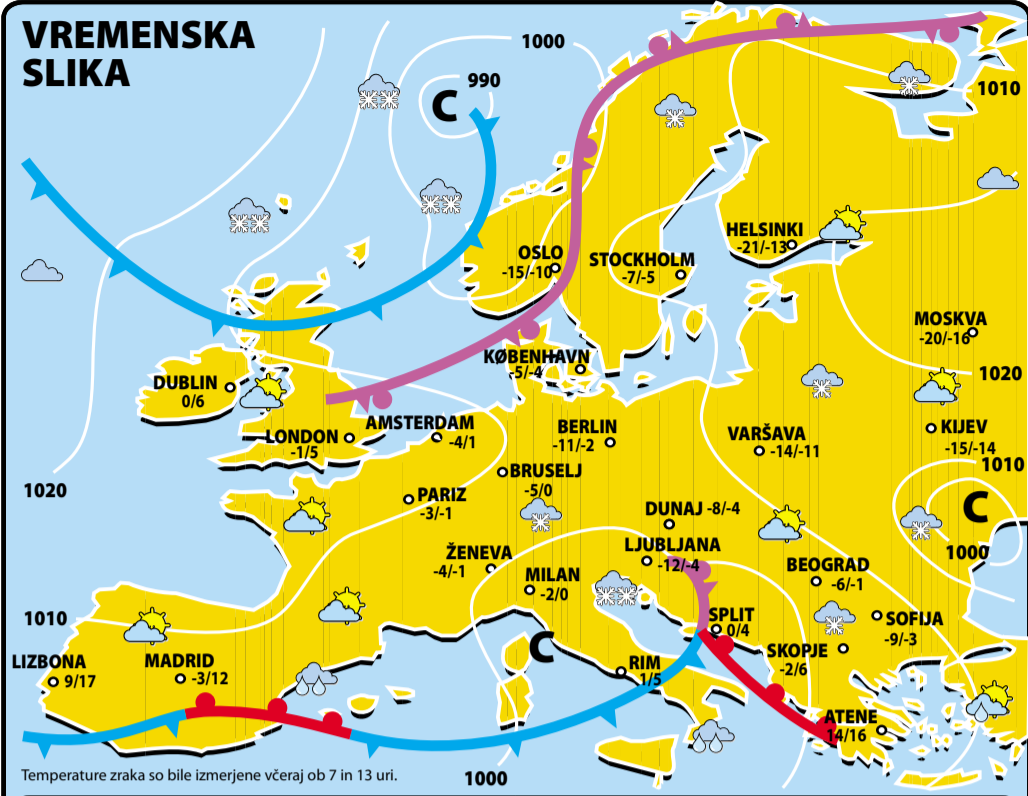 VREMENSKA
SLIKA
1000
990
C
1010
HELSINKI
-21/-13
OSLO
-15/-10
STOCKHOLM
-7/-5
MOSKVA
-20/-16
KØBENHAVN
-5/-4
1020
DUBLIN
0/6
AMSTERDAM
-4/1
LONDON
-1/5
BERLIN
-11/-2
VARŠAVA
-14/-11
KIJEV
-15/-14
1010
BRUSELJ
-5/0
1020
PARIZ
-3/-1
DUNAJ -8/-4
C
1000
LJUBLJANA
-12/-4
ŽENEVA
-4/-1
MILAN
-2/0
BEOGRAD
-6/-1
1010
SPLIT
0/4
SOFIJA
-9/-3
C
SKOPJE
-2/6
LIZBONA
9/17
MADRID
-3/12
RIM
1/5
ATENE
14/16
Temperature zraka so bile izmerjene včeraj ob 7 in 13 uri.
1000